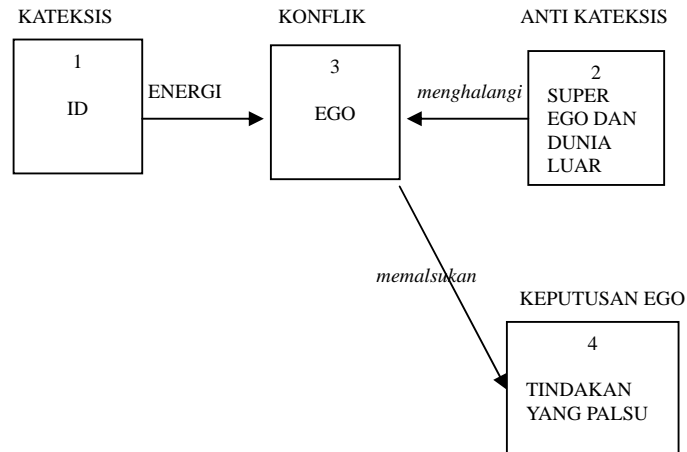 KATEKSIS
KONFLIK
ANTI KATEKSIS
1
ID
ENERGI
3
EGO
menghalangi
2
SUPER
EGO DAN
DUNIA
LUAR
memalsukan
KEPUTUSAN EGO
4
TINDAKAN
YANG PALSU